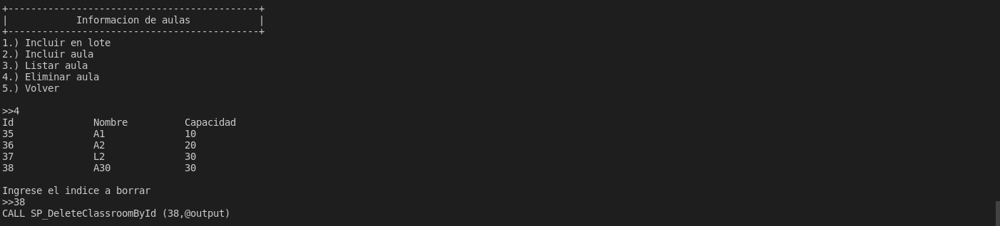 +--------------------------------------------+
|            Informacion de aulas            |
+--------------------------------------------+
1.) Incluir en lote
2.) Incluir aula
3.) Listar aula
4.) Eliminar aula
5.) Volver
>>4
Id              Nombre          Capacidad
35              A1              10
36              A2              20
37              L2              30
38              A30             30
Ingrese el indice a borrar
>>38
CALL SP_DeleteClassroomById (38,@output)